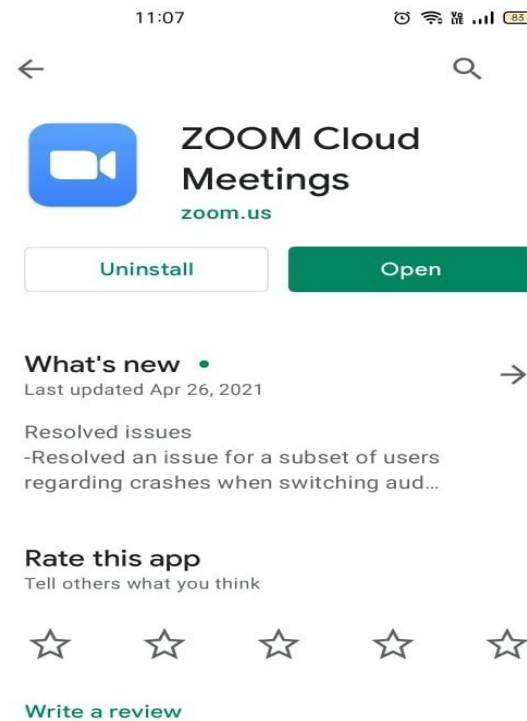 11:07
83
ZOOM Cloud
Meetings
zoom.us
Uninstall
Open
What's new
Last updated Apr 26, 2021
Resolved issues
-Resolved an issue for a subset of users
regarding crashes when switching aud...
Rate this app
Tell others what you think
Write a review